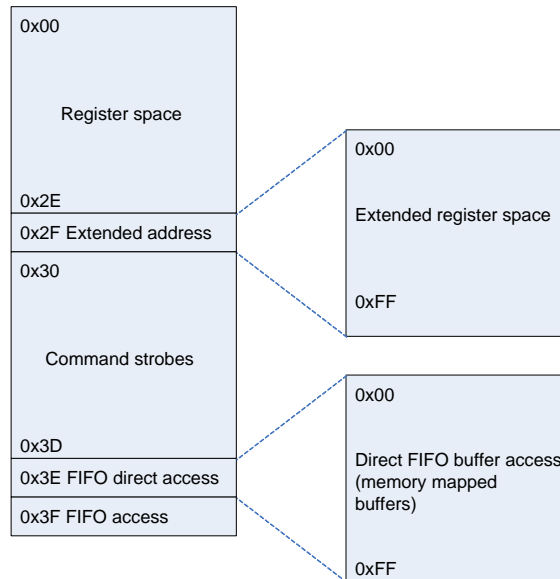 0x00
Register space
0x2E
0x2F Extended address
0x30
Command strobes
0x3D
0x3E FIFO direct access
0x3F FIFO access
0x00
Extended register space
0xFF
0x00
Direct FIFO buffer access
(memory mapped
buffers)
0xFF